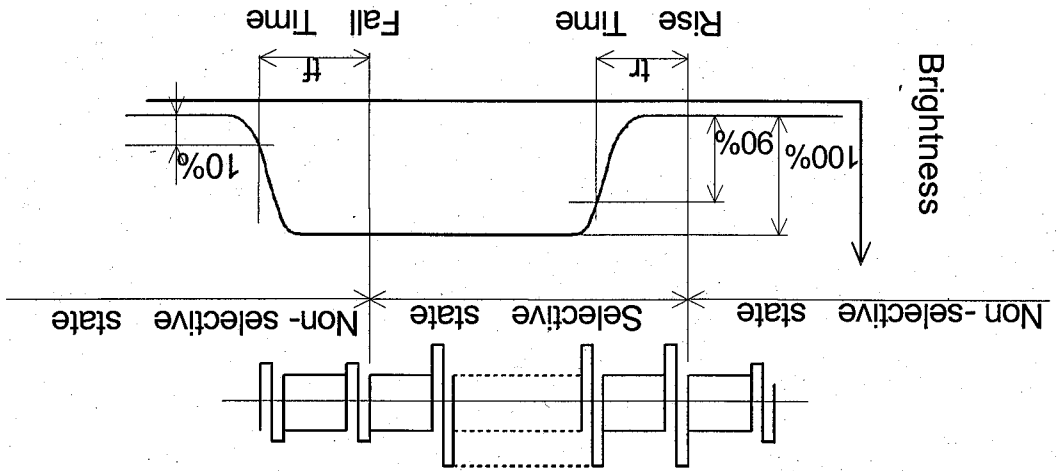 Non-selective state
Selective state
Non-selective state
Brightness
100%
90%
10%
tr
tf
Rise Time
Fall Time